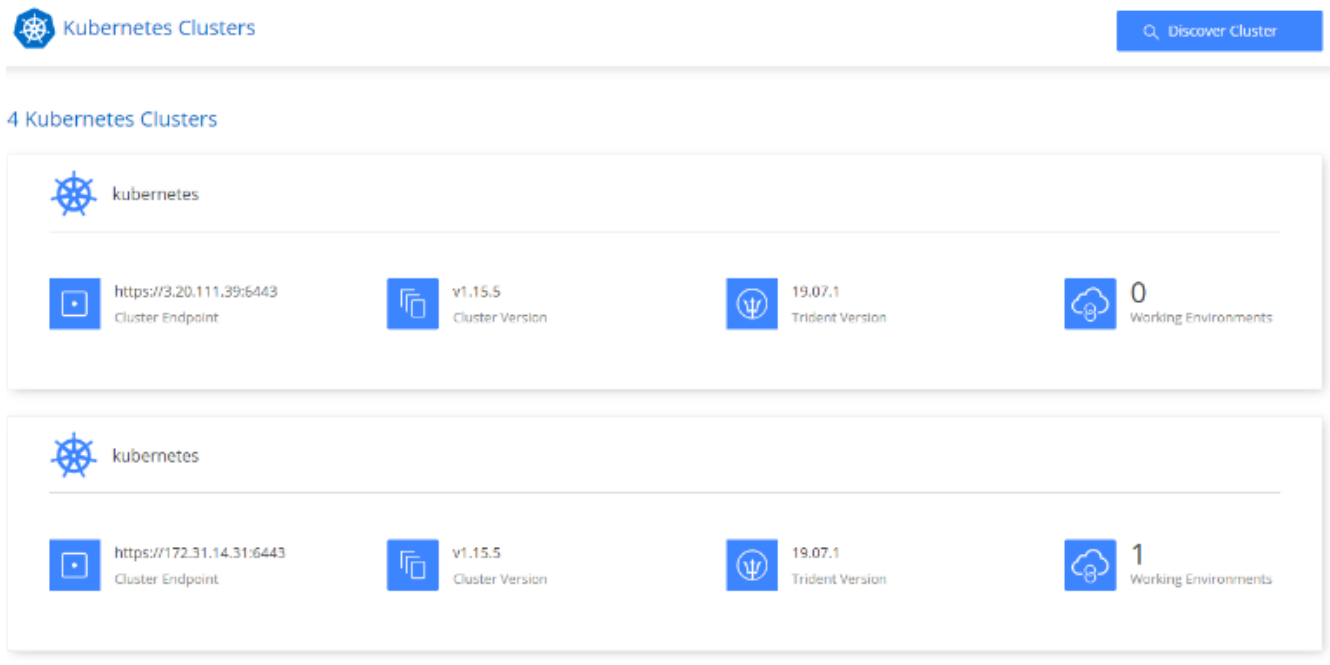 Kubernetes Clusters
Discover Cluster
4 Kubernetes Clusters
kubernetes
https://3.20.111.39:6443
Cluster Endpoint
v1.15.5
Cluster Version
19.07.1
Trident Version
0
Working Environments
kubernetes
https://172.31.14.31:6443
Cluster Endpoint
v1.15.5
Cluster Version
19.07.1
Trident Version
1
Working Environments